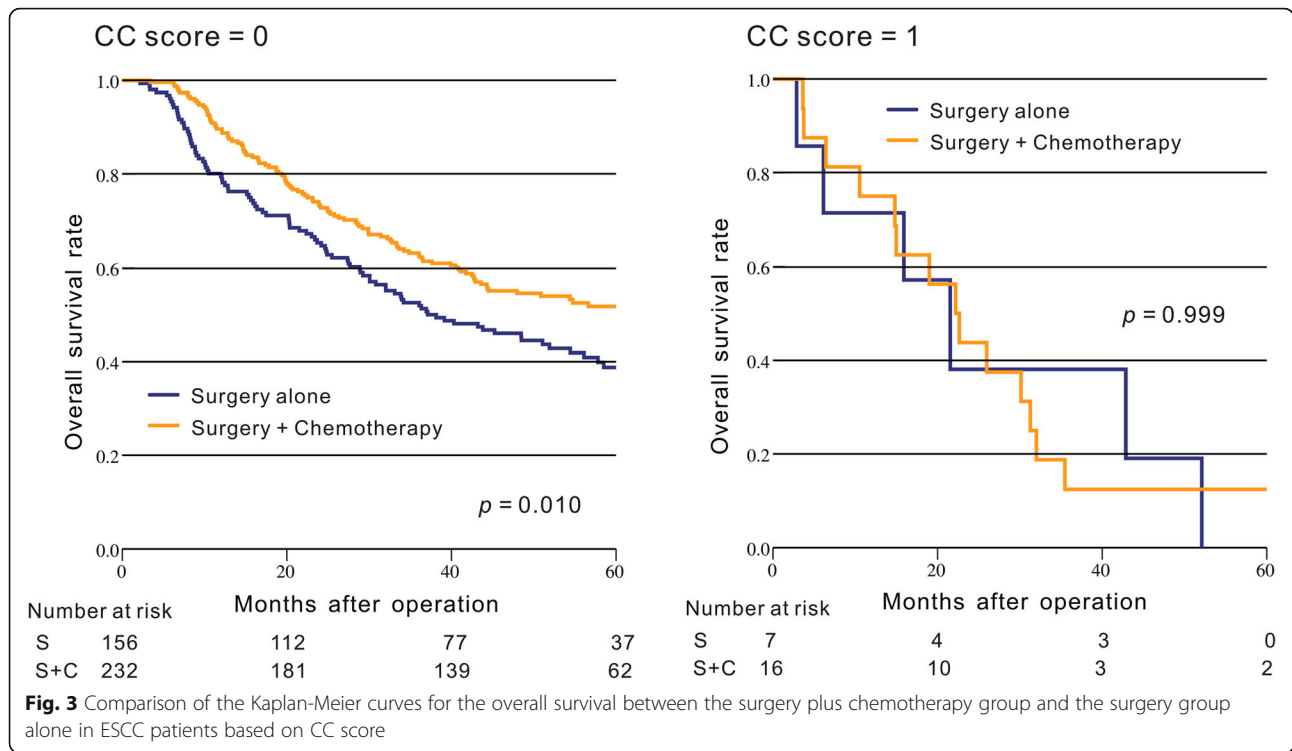 CC score = 0
1.0
0.8
0.6
0.4
0.2
0.0
Overall survival rate
Surgery alone
Surgery + Chemotherapy
p = 0.010
0 20 40 60
Months after operation
Number at risk
S 156 112 77 37
S+C 232 181 139 62
CC score = 1
1.0
0.8
0.6
0.4
0.2
0.0
Overall survival rate
Surgery alone
Surgery + Chemotherapy
p = 0.999
0 20 40 60
Months after operation
Number at risk
S 7 4 3 0
S+C 16 10 3 2
Fig. 3 Comparison of the Kaplan-Meier curves for the overall survival between the surgery plus chemotherapy group and the surgery group
alone in ESCC patients based on CC score